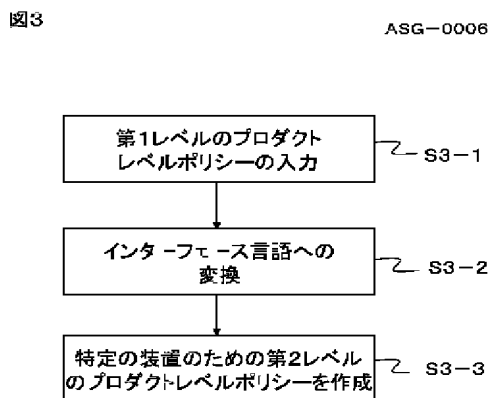 図3
ASG-0006
第1レベルのプロダクト
レベルポリシーの入力
S3-1
インターフェース言語への
変換
S3-2
特定の装置のための第2レベル
のプロダクトレベルポリシーを作成
S3-3